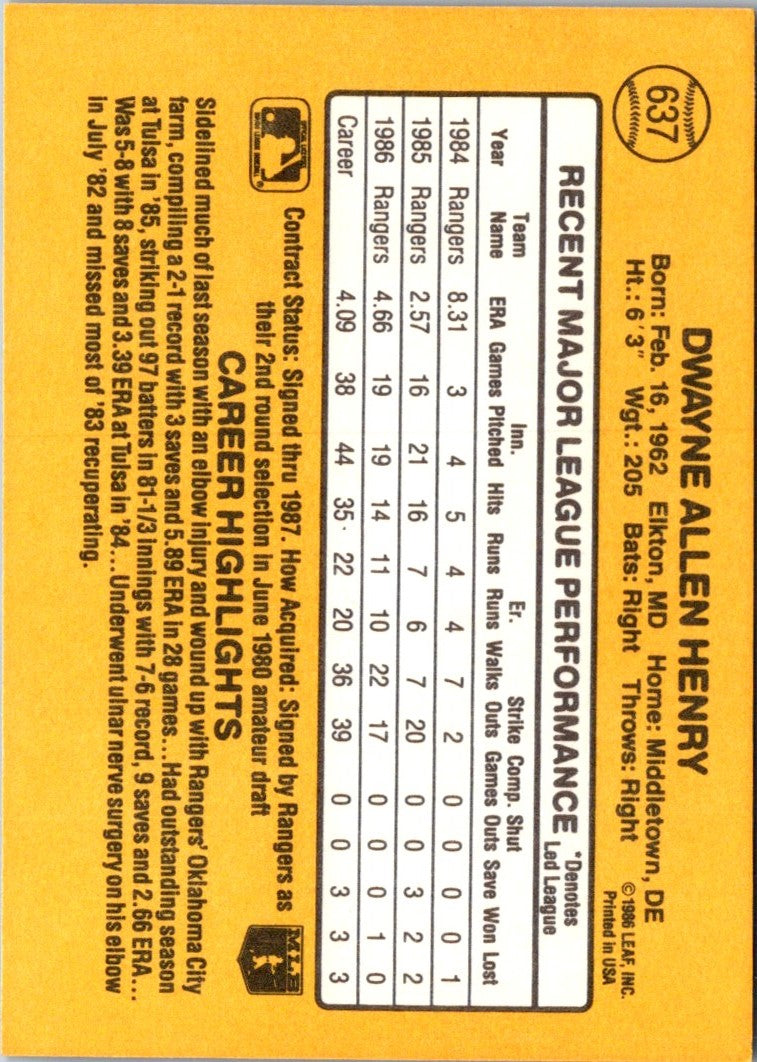 637
DWAYNE ALLEN HENRY
Born: Feb. 16, 1962 Elkton, MD Home: Middletown, DE
Ht.: 6'3" Wgt.: 205 Bats: Right Throws: Right
©1986 LEAF, INC.
Printed in USA
RECENT MAJOR LEAGUE PERFORMANCE *Denotes
Led League
Team Inn. Er. Strike Comp. Shut
Year Name ERA Games Pitched Hits Runs Runs Walks Outs Games Outs Save Won Lost
1984 Rangers 8.31 3 4 5 4 4 7 2 0 0 0 0 1
1985 Rangers 2.57 16 21 16 7 6 7 20 0 0 3 2 2
1986 Rangers 4.66 19 19 14 11 10 22 17 0 0 0 1 0
Career 4.09 38 44 35 22 20 36 39 0 0 3 3 3
Contract Status: Signed thru 1987. How Acquired: Signed by Rangers as
their 2nd round selection in June 1980 amateur draft
MLB
CAREER HIGHLIGHTS
Sidelined much of last season with an elbow injury and wound up with Rangers' Oklahoma City
farm, compiling a 2-1 record with 3 saves and 5.89 ERA in 28 games... Had outstanding season
at Tulsa in '85, striking out 97 batters in 81-1/3 innings with 7-6 record, 9 saves and 2.66 ERA...
Was 5-8 with 8 saves and 3.39 ERA at Tulsa in '84... Underwent ulnar nerve surgery on his elbow
in July '82 and missed most of '83 recuperating.